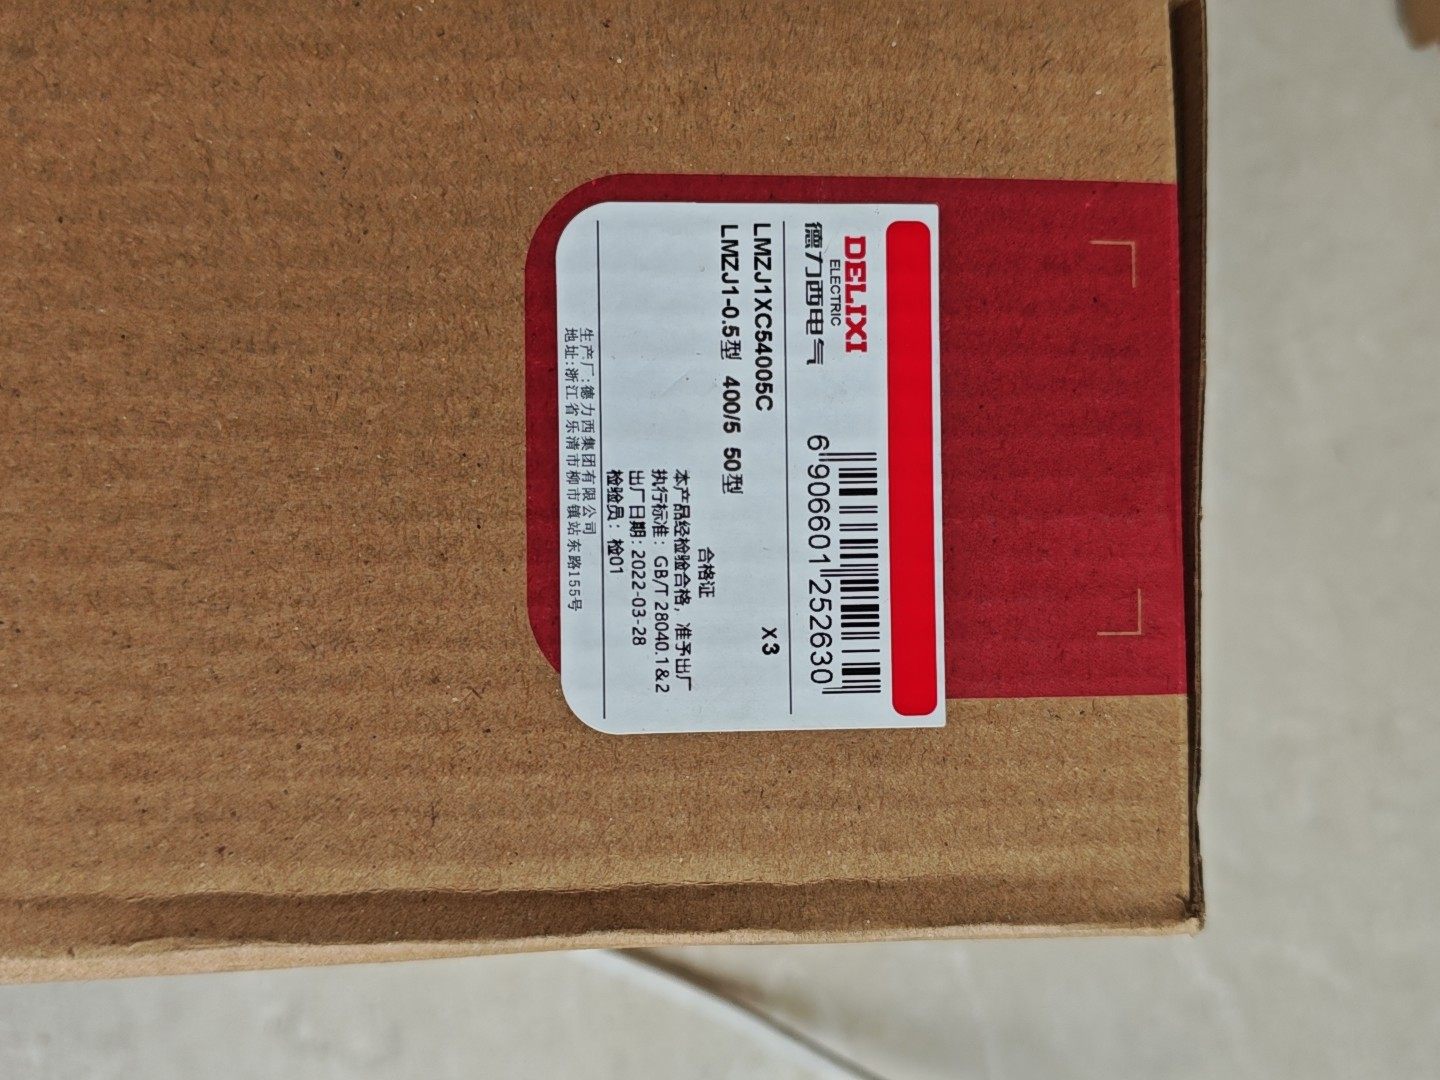 DELIXI
ELECTRIC
德力西电气
6 906601 252630
LMZJ1XC54005C
X3
LMZJ1-0.5型 400/5 50型
合格证
本产品经检验合格，准予出厂
执行标准：GB/T 28040.1&2
出厂日期：2022-03-28
检验员：检01
生产厂:德力西集团有限公司
地址:浙江省乐清市柳市镇站东路155号